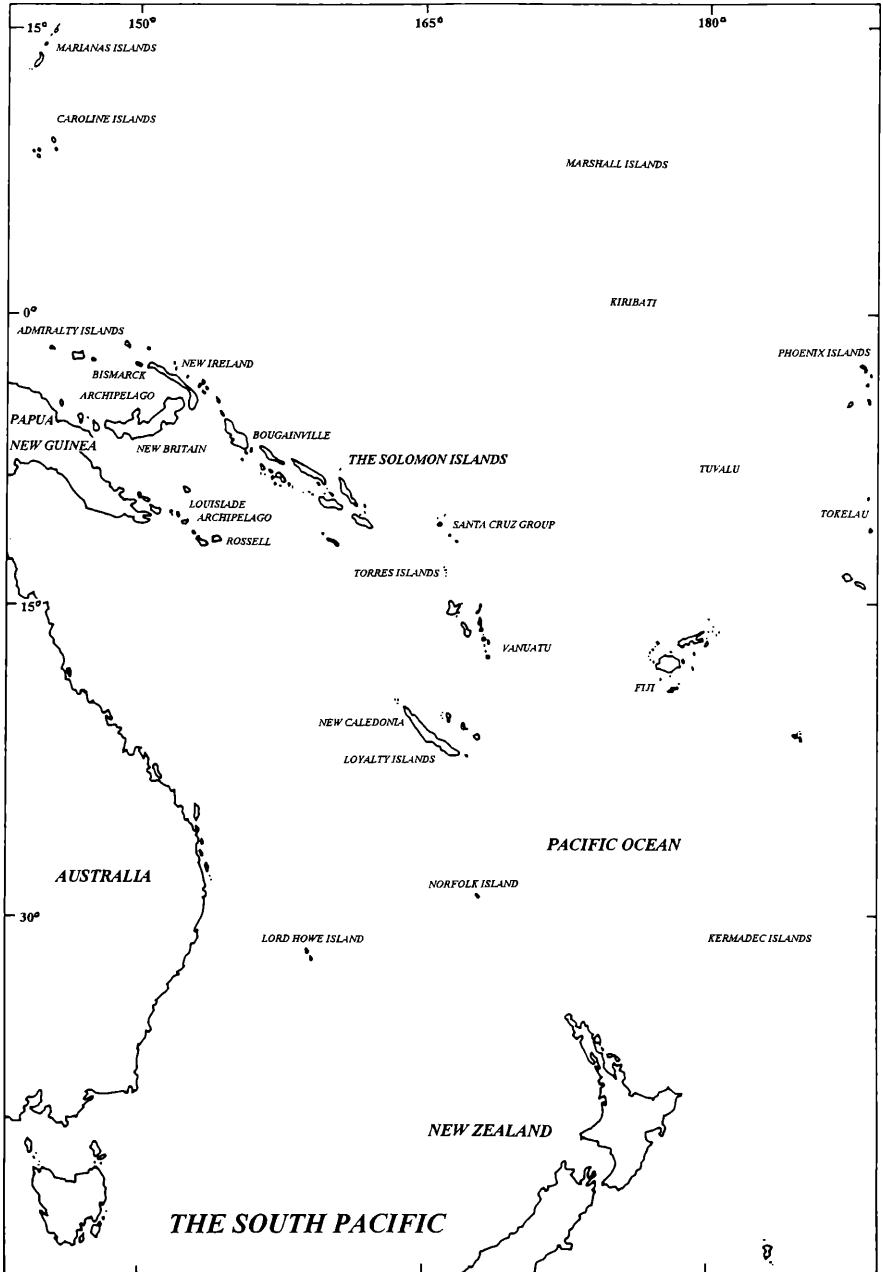 150° 165° 180°
15°
MARIANAS ISLANDS
CAROLINE ISLANDS
MARSHALL ISLANDS
KIRIBATI
0°
ADMIRALTY ISLANDS
PHOENIX ISLANDS
NEW IRELAND
BISMARCK
ARCHIPELAGO
PAPUA
NEW GUINEA
NEW BRITAIN
BOUGAINVILLE
THE SOLOMON ISLANDS
TUVALU
LOUISLADE
ARCHIPELAGO
TOKELAU
SANTA CRUZ GROUP
ROSSELL
TORRES ISLANDS
15°
VANUATU
FIJI
NEW CALEDONIA
LOYALTY ISLANDS
PACIFIC OCEAN
AUSTRALIA
NORFOLK ISLAND
30°
LORD HOWE ISLAND
KERMADEC ISLANDS
NEW ZEALAND
THE SOUTH PACIFIC